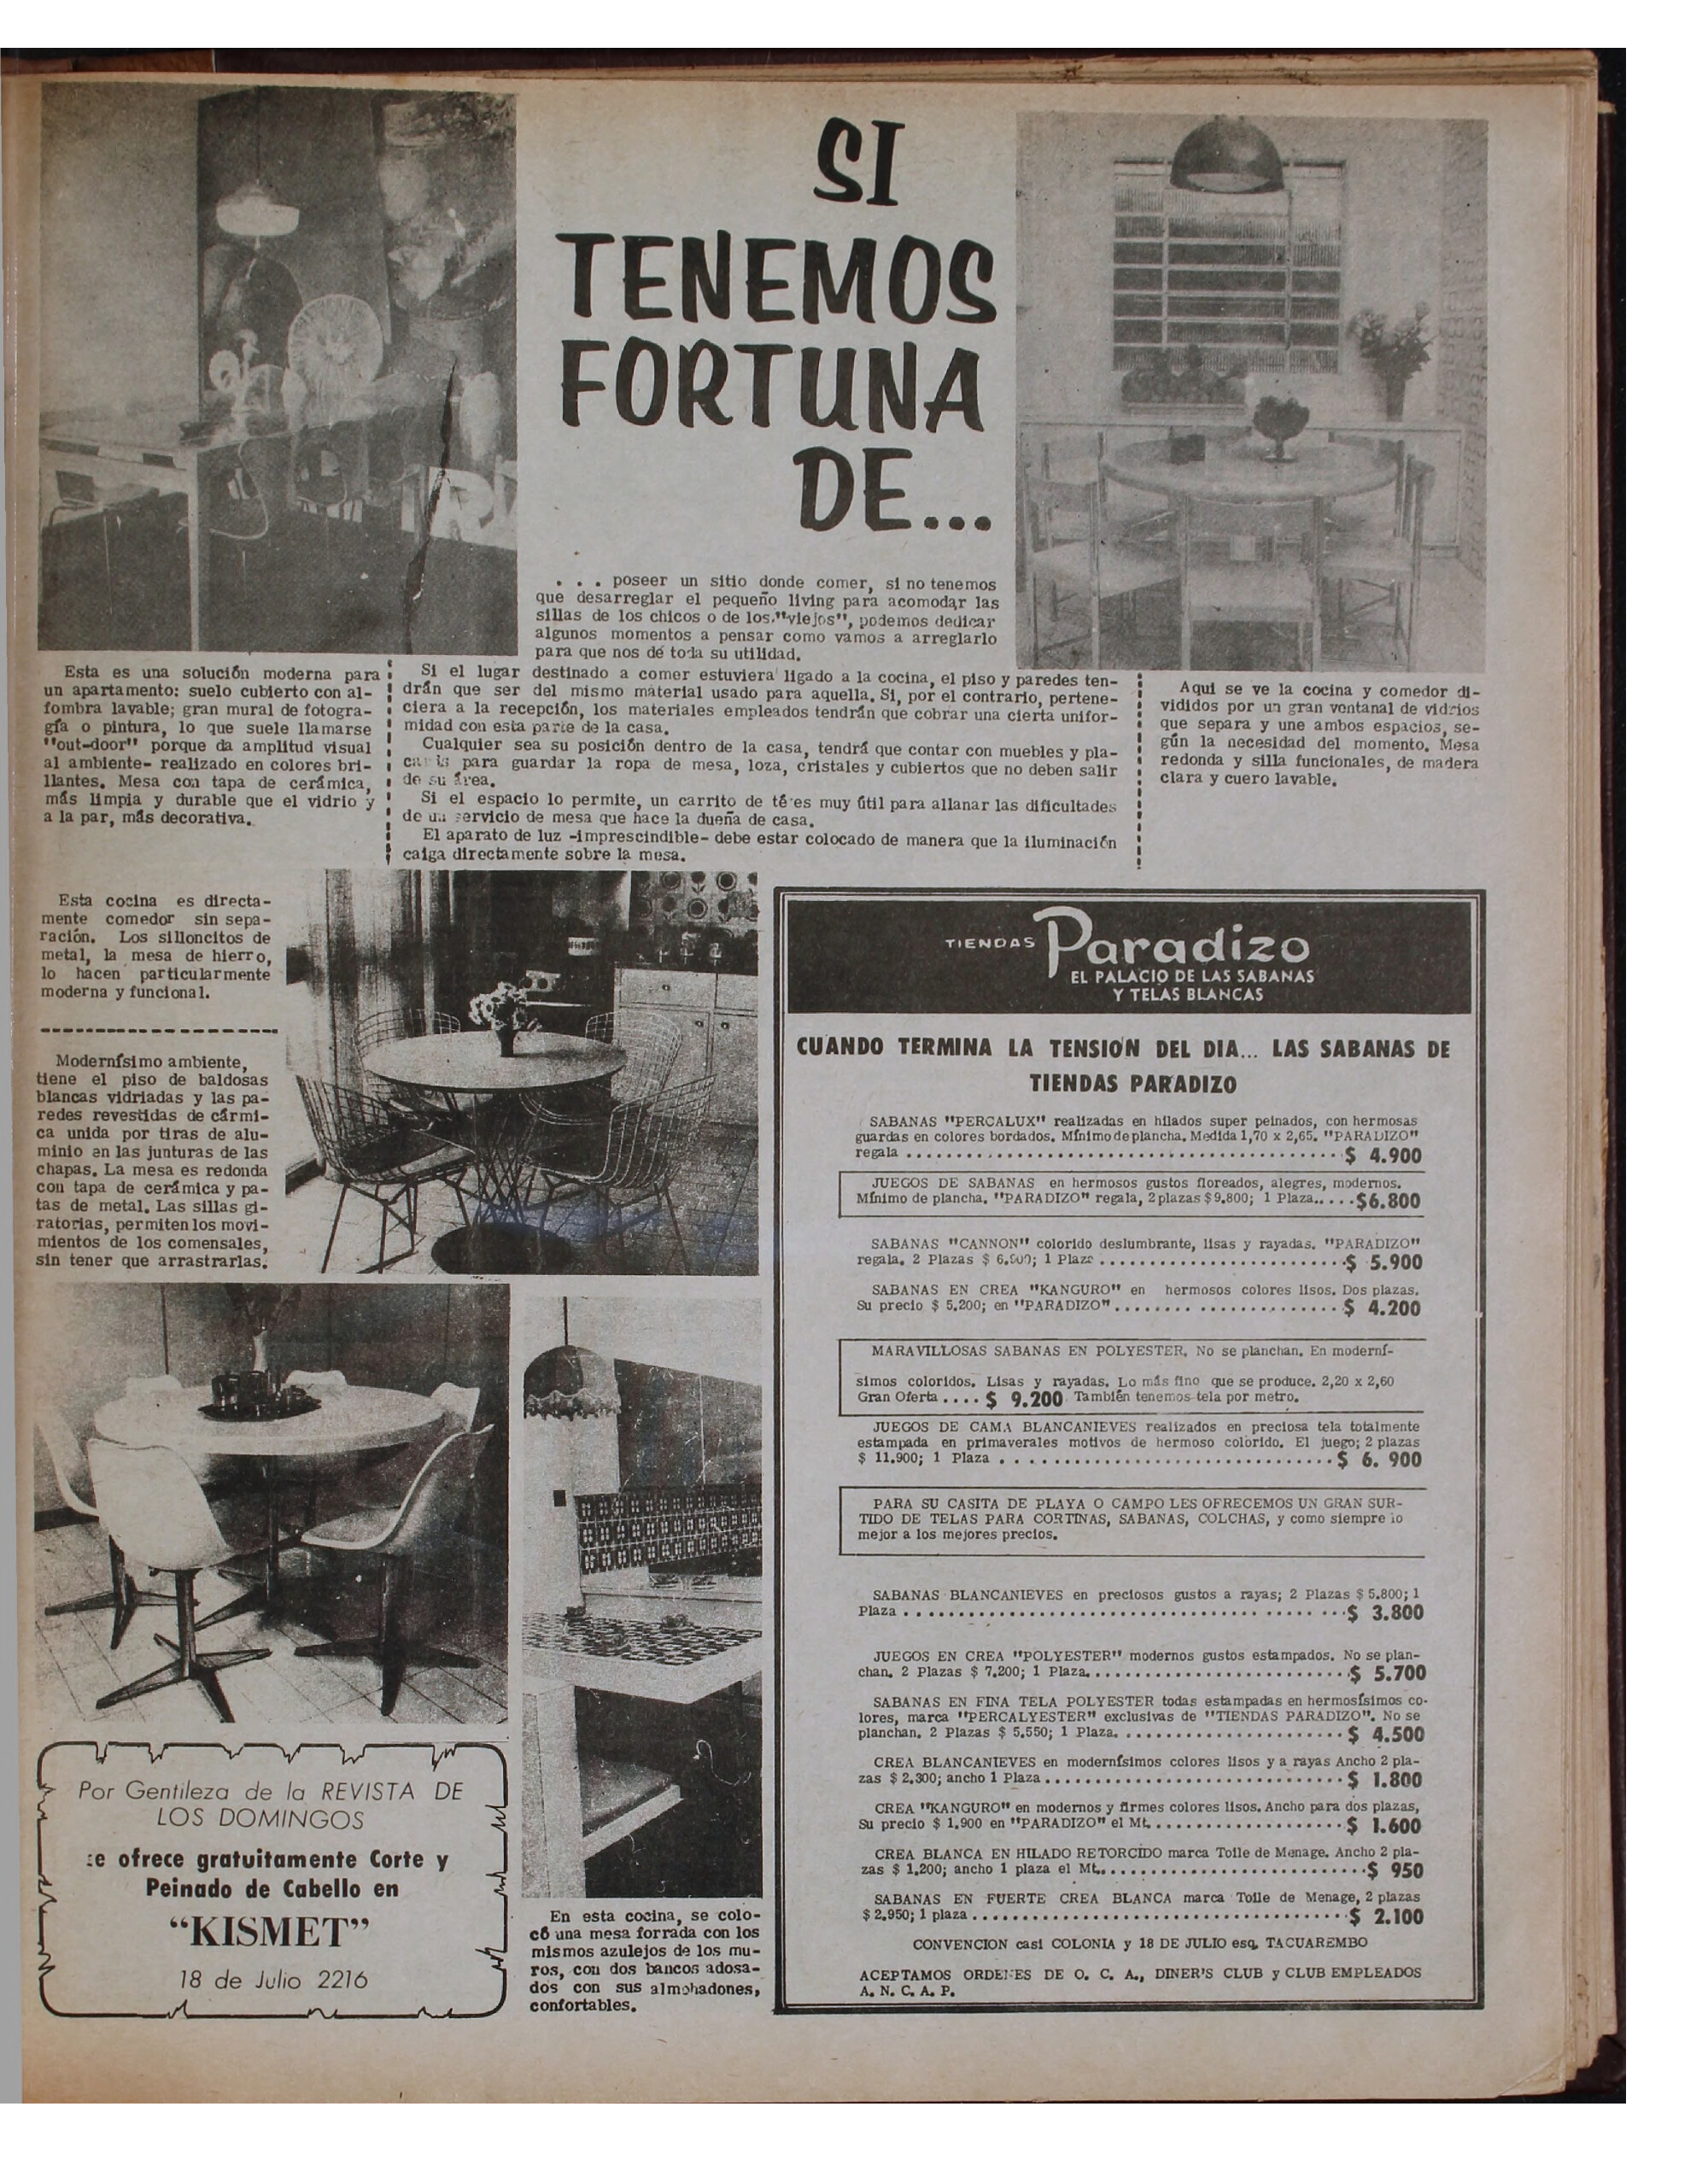 SI
TENEMOS
FORTUNA
DE...
. . . poseer un sitio donde comer, si no tenemos
que desarreglar el pequeño living para acomodar las
sillas de los chicos o de los "viejos", podemos dedicar
algunos momentos a pensar como vamos a arreglarlo
para que nos dé toda su utilidad.
Esta es una solución moderna para
un apartamento: suelo cubierto con al-
fombra lavable; gran mural de fotogra-
gía o pintura, lo que suele llamarse
"out-door" porque da amplitud visual
al ambiente- realizado en colores bri-
llantes. Mesa con tapa de cerámica,
más limpia y durable que el vidrio y
a la par, más decorativa.
Si el lugar destinado a comer estuviera ligado a la cocina, el piso y paredes ten-
drán que ser del mismo material usado para aquella. Si, por el contrario, pertene-
ciera a la recepción, los materiales empleados tendrán que cobrar una cierta unifor-
midad con esta parte de la casa.
Cualquier sea su posición dentro de la casa, tendrá que contar con muebles y pla-
para guardar la ropa de mesa, loza, cristales y cubiertos que no deben salir
de su área.
Si el espacio lo permite, un carrito de té es muy útil para allanar las dificultades
de un servicio de mesa que hace la dueña de casa.
El aparato de luz -imprescindible- debe estar colocado de manera que la iluminación
caiga directamente sobre la mesa.
Aqui se ve la cocina y comedor di-
vididos por un gran ventanal de vidrios
que separa y une ambos espacios, se-
gún la necesidad del momento. Mesa
redonda y silla funcionales, de madera
clara y cuero lavable.
Esta cocina es directa-
mente comedor sin sepa-
ración. Los silloncitos de
metal, la mesa de hierro,
lo hacen particularmente
moderna y funcional.
Modernísimo ambiente,
tiene el piso de baldosas
blancas vidriadas y las pa-
redes revestidas de cármi-
ca unida por tiras de alu-
minio en las junturas de las
chapas. La mesa es redonda
con tapa de cerámica y pa-
tas de metal. Las sillas gi-
ratorias, permiten los movi-
mientos de los comensales,
sin tener que arrastrarlas.
Por Gentileza de la REVISTA DE
LOS DOMINGOS
se ofrece gratuitamente Corte y
Peinado de Cabello en
"KISMET"
18 de Julio 2216
En esta cocina, se colo-
có una mesa forrada con los
mismos azulejos de los mu-
ros, con dos bancos adosa-
dos con sus almohadones,
confortables.
TIENDAS Paradizo
EL PALACIO DE LAS SABANAS
Y TELAS BLANCAS
CUANDO TERMINA LA TENSION DEL DIA... LAS SABANAS DE
TIENDAS PARADIZO
SABANAS "PERCALUX" realizadas en hilados super peinados, con hermosas
guardas en colores bordados. Mínimo de plancha. Medida 1,70 x 2,65. "PARADIZO"
regala ........ $ 4.900
JUEGOS DE SABANAS en hermosos gustos floreados, alegres, modernos.
Mínimo de plancha. "PARADIZO" regala, 2 plazas $ 9.800; 1 Plaza..... $6.800
SABANAS "CANNON" colorido deslumbrante, lisas y rayadas. "PARADIZO"
regala. 2 Plazas $ 1 Plaza ........ $ 5.900
SABANAS EN CREA "KANGURO" en hermosos colores lisos. Dos plazas.
Su precio $ 5.200; en "PARADIZO" ........ $ 4.200
MARAVILLOSAS SABANAS EN POLYESTER. No se planchan. En moderní-
simos coloridos. Lisas y rayadas. Lo más fino que se produce. 2,20 x 2,60
Gran Oferta .... $ 9.200 También tenemos tela por metro.
JUEGOS DE CAMA BLANCANIEVES realizados en preciosa tela totalmente
estampada en primaverales motivos de hermoso colorido. El juego; 2 plazas
$ 11.900; 1 Plaza ........ $ 6. 900
PARA SU CASITA DE PLAYA O CAMPO LES OFRECEMOS UN GRAN SUR-
TIDO DE TELAS PARA CORTINAS, SABANAS, COLCHAS, y como siempre lo
mejor a los mejores precios.
SABANAS BLANCANIEVES en preciosos gustos a rayas; 2 Plazas $ 5.800; 1
Plaza ........ $ 3.800
JUEGOS EN CREA "POLYESTER" modernos gustos estampados. No se plan-
chan. 2 Plazas $ 7.200; 1 Plaza ........ $ 5.700
SABANAS EN FINA TELA POLYESTER todas estampadas en hermosísimos co-
lores, marca "PERCALYESTER" exclusivas de "TIENDAS PARADIZO". No se
planchan. 2 Plazas $ 5.550; 1 Plaza ........ $ 4.500
CREA BLANCANIEVES en modernísimos colores lisos y a rayas Ancho 2 pla-
zas $ 2.300; ancho 1 Plaza ........ $ 1.800
CREA "KANGURO" en modernos y firmes colores lisos. Ancho para dos plazas,
Su precio $ 1.900 en "PARADIZO" el Mt. ........ $ 1.600
CREA BLANCA EN HILADO RETORCIDO marca Toile de Menage. Ancho 2 pla-
zas $ 1.200; ancho 1 plaza el Mt. ........ $ 950
SABANAS EN FUERTE CREA BLANCA marca Toile de Menage, 2 plazas
$ 2.950; 1 plaza ........ $ 2.100
CONVENCION casi COLONIA y 18 DE JULIO esq. TACUAREMBO
ACEPTAMOS ORDENES DE O. C. A., DINER'S CLUB y CLUB EMPLEADOS
A. N. C. A. P.